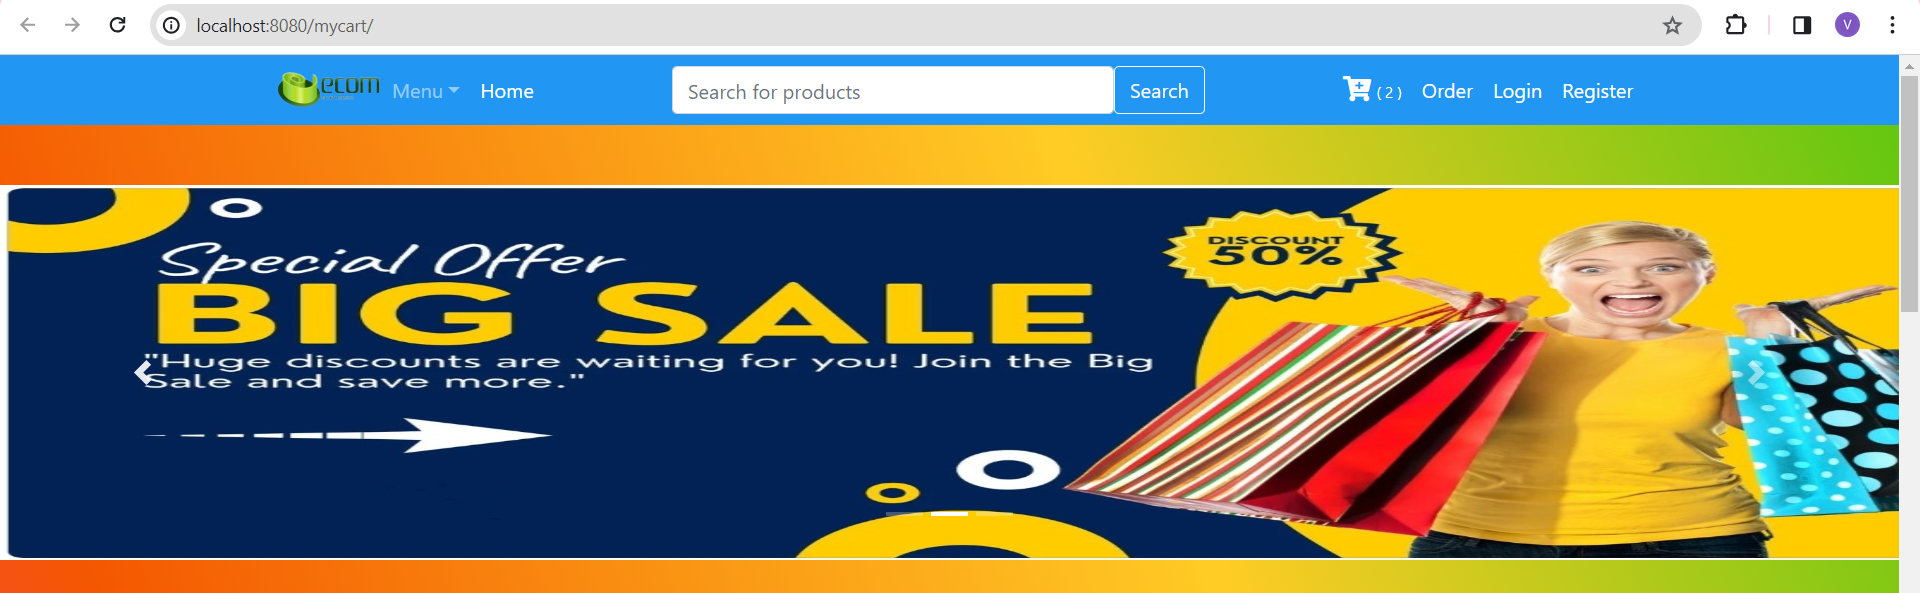 localhost:8080/mycart/
V
ecom
Menu
Home
Search for products
Search
( 2 )
Order
Login
Register
Special Offer
BIG SALE
"Huge discounts are waiting for you! Join the Big
Sale and save more."
DISCOUNT
50%